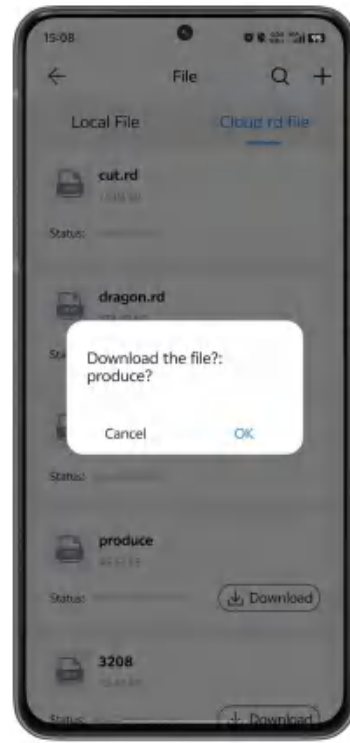 15:08
File
Local File
Cloud rd file
cut.rd
Status:
dragon.rd
Download the file?:
produce?
Cancel
OK
Status:
produce
Status:
Download
3208
Status:
Download